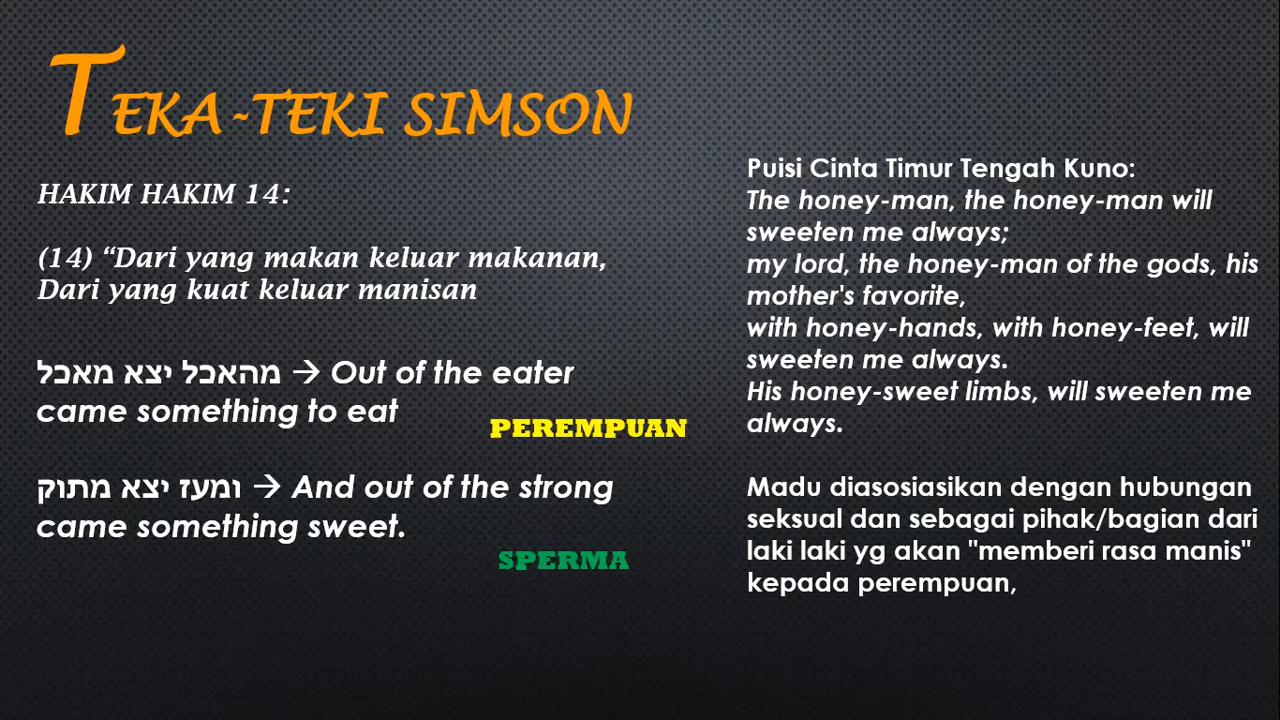 TEKA-TEKI SIMSON
HAKIM HAKIM 14:
(14) “Dari yang makan keluar makanan,
Dari yang kuat keluar manisan
מהאכל יצא מאכל → Out of the eater
came something to eat
PEREMPUAN
ומעז יצא מתוק → And out of the strong
came something sweet.
SPERMA
Puisi Cinta Timur Tengah Kuno:
The honey-man, the honey-man will
sweeten me always;
my lord, the honey-man of the gods, his
mother's favorite,
with honey-hands, with honey-feet, will
sweeten me always.
His honey-sweet limbs, will sweeten me
always.
Madu diasosiasikan dengan hubungan
seksual dan sebagai pihak/bagian dari
laki laki yg akan "memberi rasa manis"
kepada perempuan,